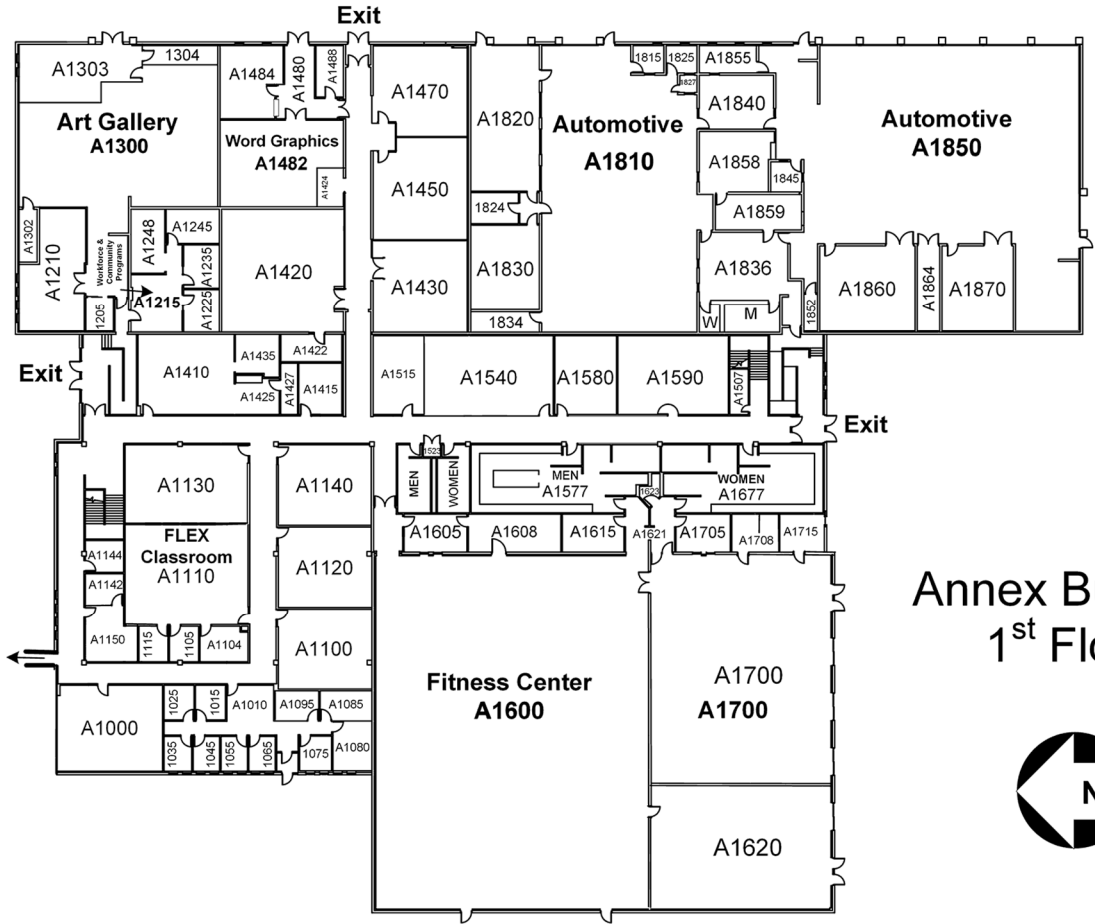 Exit
A1303
1304
A1484
A1480
A1488
A1470
A1820
1815
1825
A1855
1827
A1840
Art Gallery
A1300
Word Graphics
A1482
A1424
Automotive
A1810
Automotive
A1850
A1858
1845
A1450
1824
A1859
A1302
A1210
Workforce &
Community
Programs
A1248
A1245
A1235
A1215
A1225
1205
A1420
A1430
A1830
1834
A1836
W
M
1852
A1860
A1864
A1870
Exit
A1410
A1435
A1422
A1425
A1427
A1415
A1515
A1540
A1580
A1590
A1507
Exit
A1130
A1140
MEN
1523
WOMEN
MEN
A1577
1623
WOMEN
A1677
FLEX
Classroom
A1110
A1605
A1608
A1615
A1621
A1705
A1708
A1715
A1144
A1142
A1120
A1150
1115
1105
A1104
A1100
Annex B
1st Flo
Fitness Center
A1600
A1700
A1700
A1000
1025
1015
A1010
A1095
A1085
1035
1045
1055
1065
1075
A1080
N
A1620